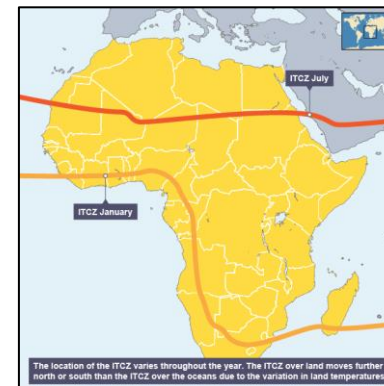 ITCZ July
ITCZ January
The location of the ITCZ varies throughout the year. The ITCZ over land moves further
north or south than the ITCZ over the oceans due to the variation in land temperatures